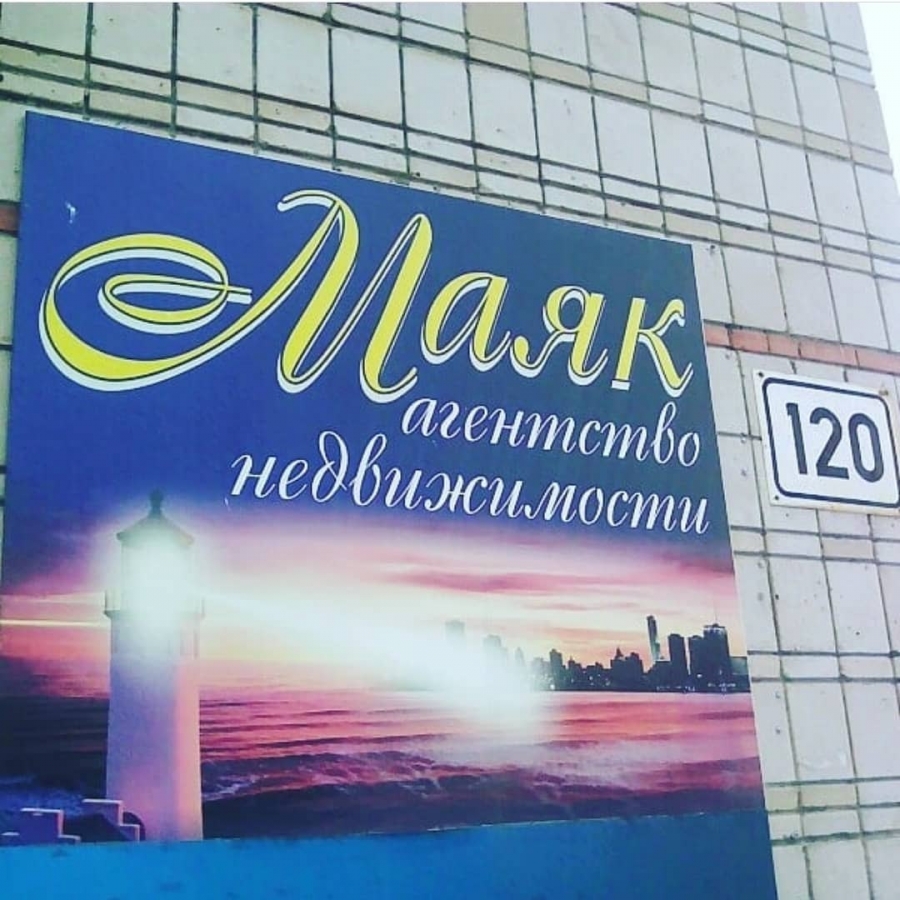 Маяк
агентство
недвижимости
120